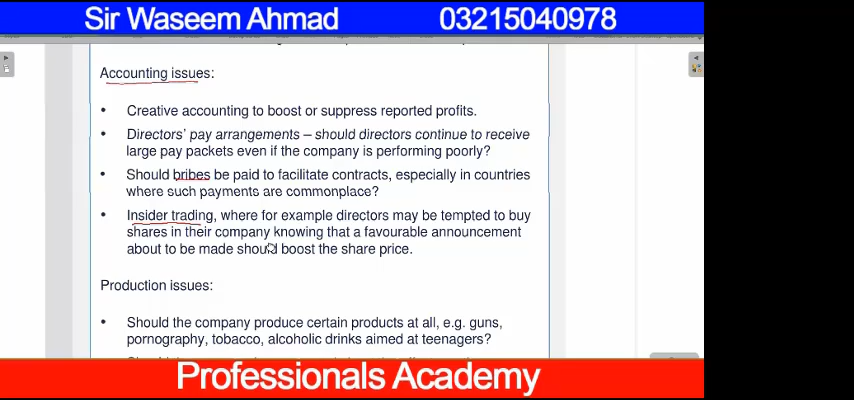 Sir Waseem Ahmad 03215040978
Accounting issues:
• Creative accounting to boost or suppress reported profits.
• Directors' pay arrangements – should directors continue to receive
large pay packets even if the company is performing poorly?
• Should bribes be paid to facilitate contracts, especially in countries
where such payments are commonplace?
• Insider trading, where for example directors may be tempted to buy
shares in their company knowing that a favourable announcement
about to be made should boost the share price.
Production issues:
• Should the company produce certain products at all, e.g. guns,
pornography, tobacco, alcoholic drinks aimed at teenagers?
Professionals Academy